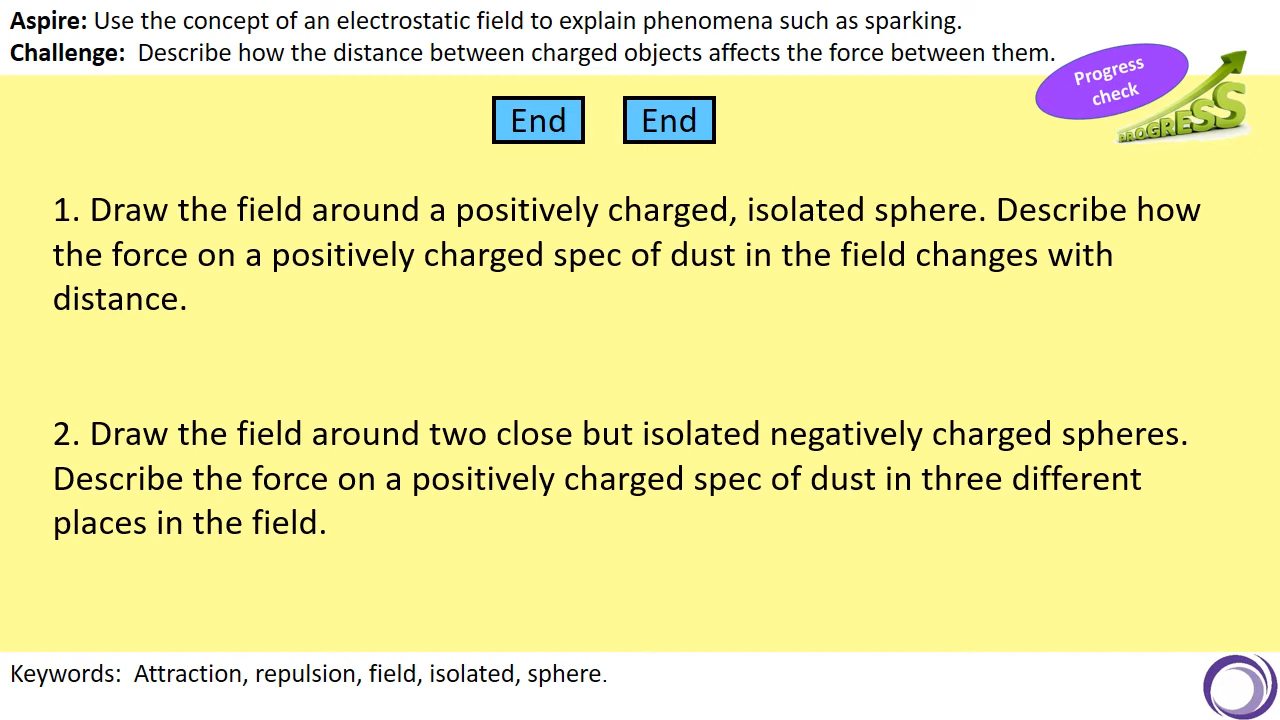 Aspire: Use the concept of an electrostatic field to explain phenomena such as sparking.
Challenge:  Describe how the distance between charged objects affects the force between them.
Progress
check
PROGRESS
End End
1. Draw the field around a positively charged, isolated sphere. Describe how
the force on a positively charged spec of dust in the field changes with
distance.
2. Draw the field around two close but isolated negatively charged spheres.
Describe the force on a positively charged spec of dust in three different
places in the field.
Keywords:  Attraction, repulsion, field, isolated, sphere.